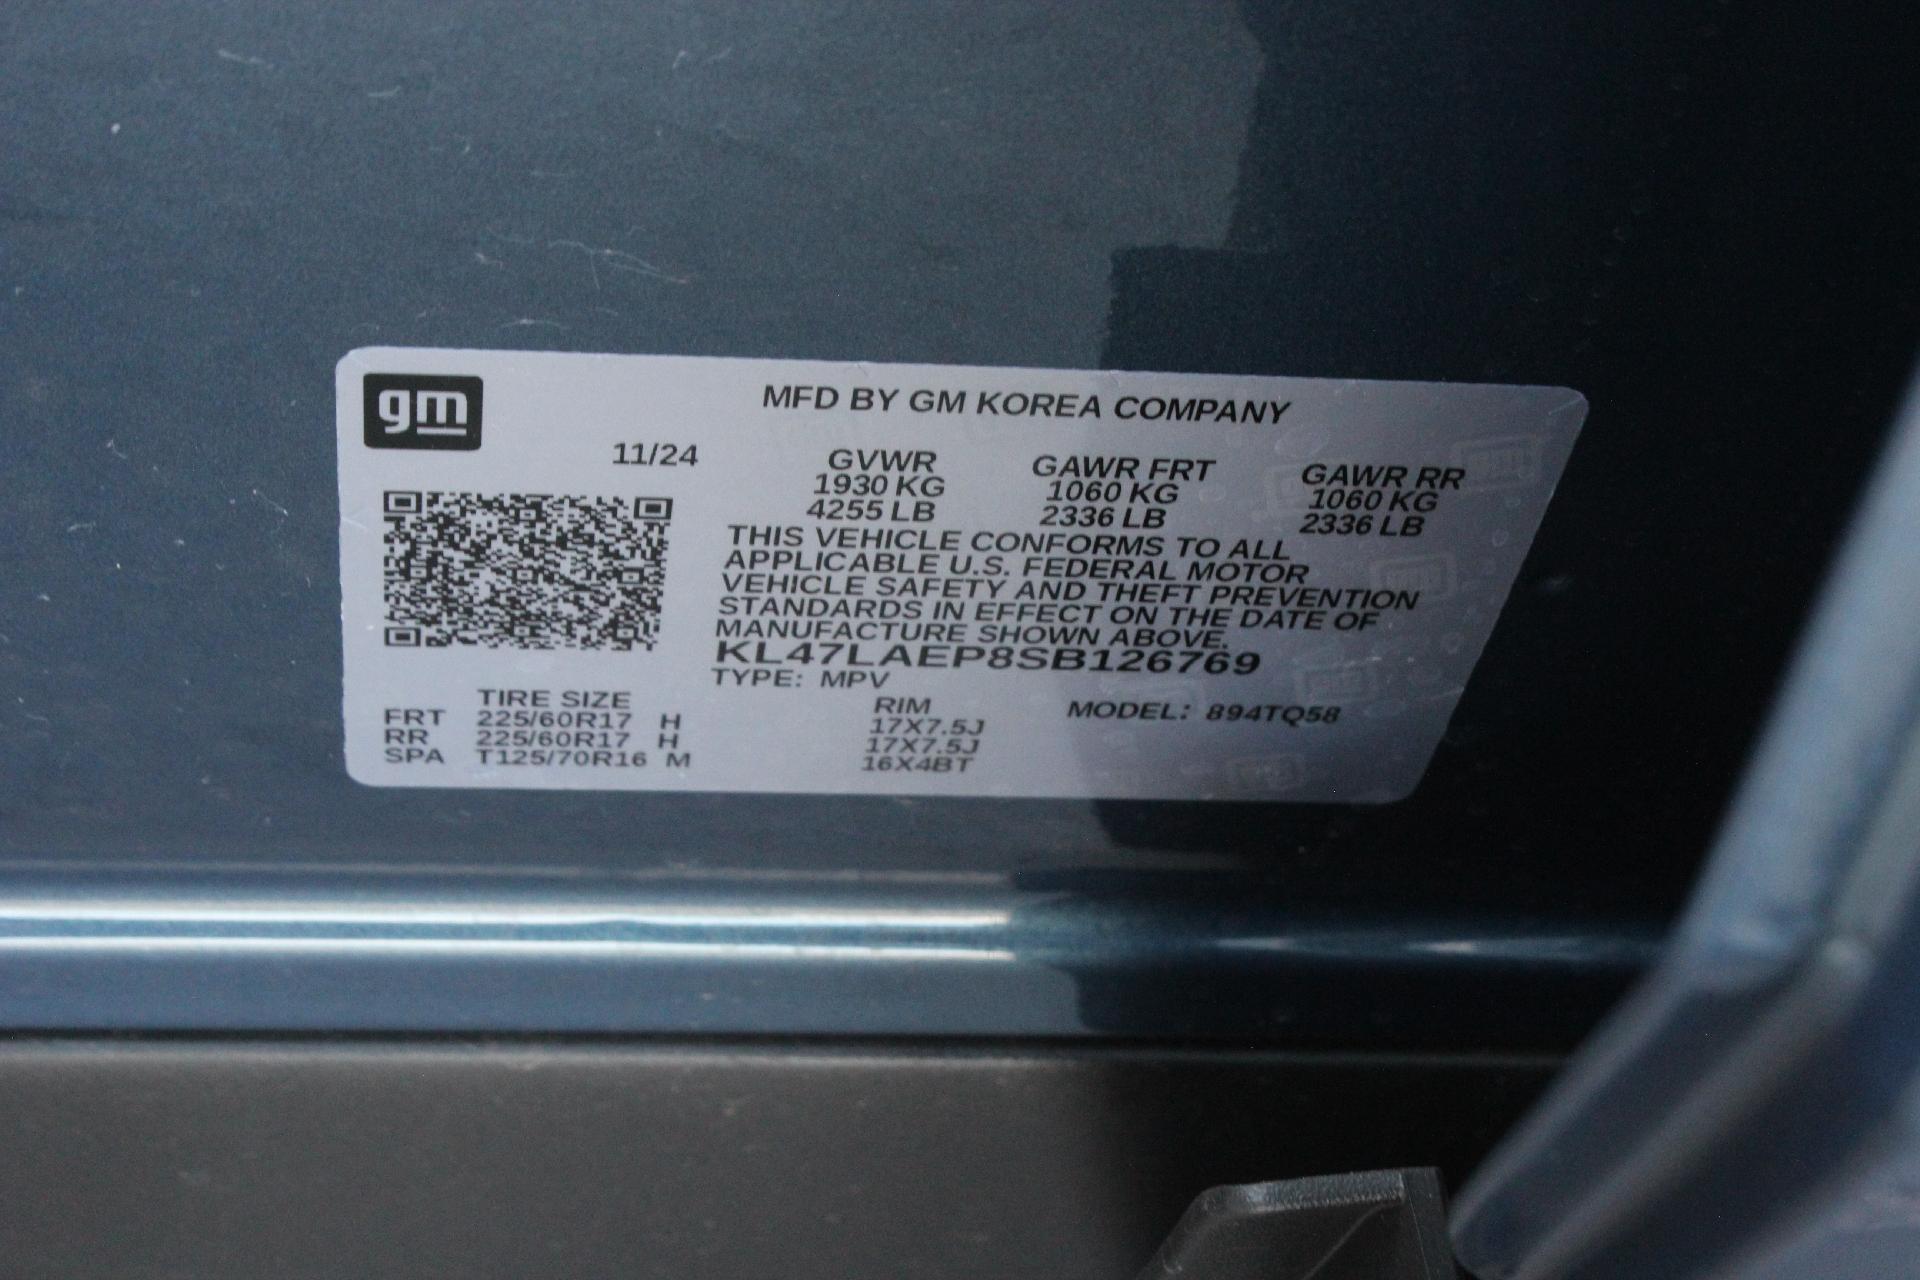 gm
MFD BY GM KOREA COMPANY
11/24
GVWR GAWR FRT GAWR RR
1930 KG 1060 KG 1060 KG
4255 LB 2336 LB 2336 LB
THIS VEHICLE CONFORMS TO ALL
APPLICABLE U.S. FEDERAL MOTOR
VEHICLE SAFETY AND THEFT PREVENTION
STANDARDS IN EFFECT ON THE DATE OF
MANUFACTURE SHOWN ABOVE.
KL47LAEP8SB126769
TYPE: MPV
TIRE SIZE RIM MODEL: 894TQ58
FRT 225/60R17 H 17X7.5J
RR 225/60R17 H 17X7.5J
SPA T125/70R16 M 16X4BT